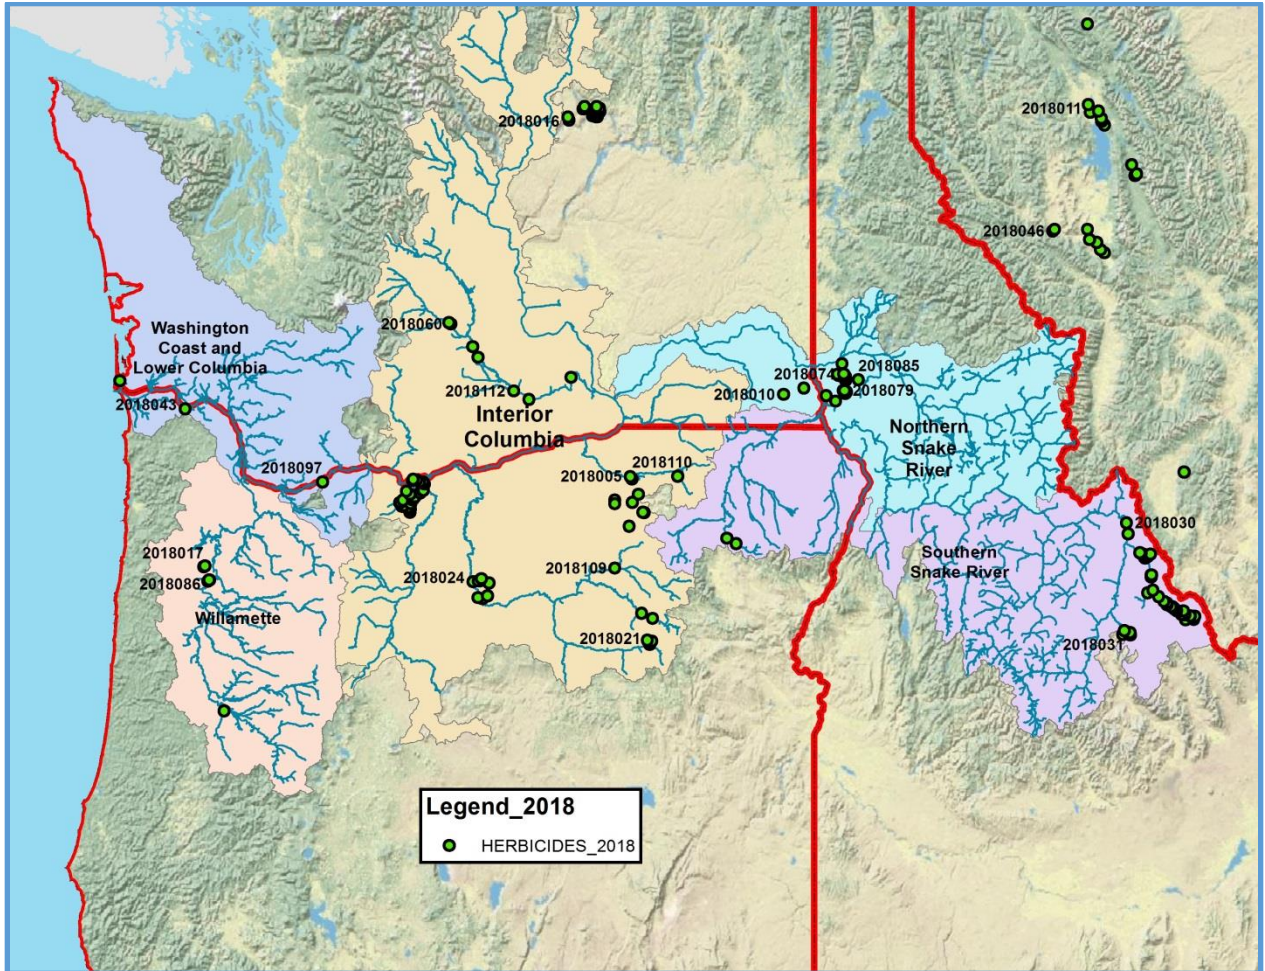 2018016
2018011
2018046
2018060
Washington
Coast and
Lower Columbia
2018043
2018112
Interior
Columbia
2018010
2018074
2018085
2018079
Northern
Snake
River
2018097
2018005
2018110
2018030
2018017
2018086
Willamette
2018024
2018109
Southern
Snake River
2018021
2018031
Legend_2018
HERBICIDES_2018